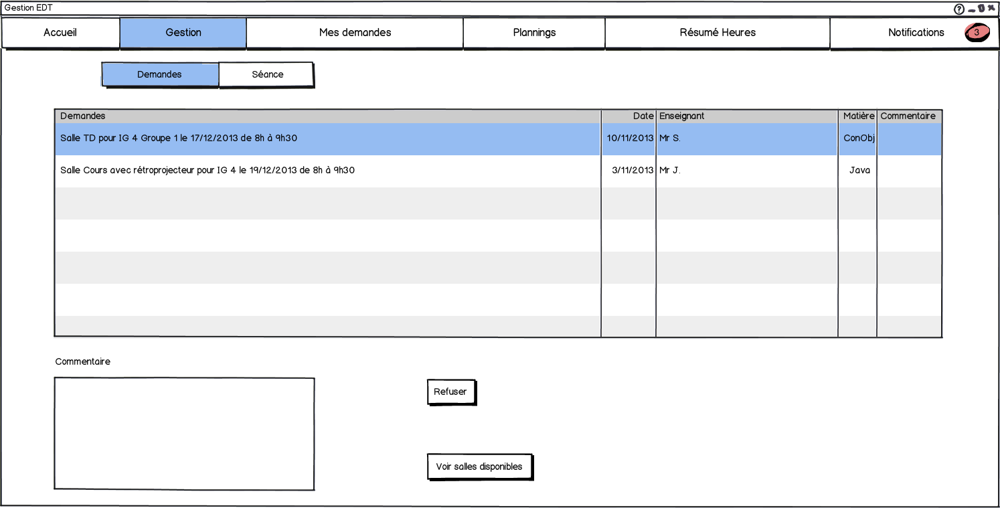 Gestion EDT ?
Accueil Gestion Mes demandes Plannings Résumé Heures Notifications 3
Demandes Séance
Demandes Date Enseignant Matière Commentaire
Salle TD pour IG 4 Groupe 1 le 17/12/2013 de 8h à 9h30 10/11/2013 Mr S. ConObj
Salle Cours avec rétroprojecteur pour IG 4 le 19/12/2013 de 8h à 9h30 3/11/2013 Mr J. Java
Commentaire
Refuser
Voir salles disponibles